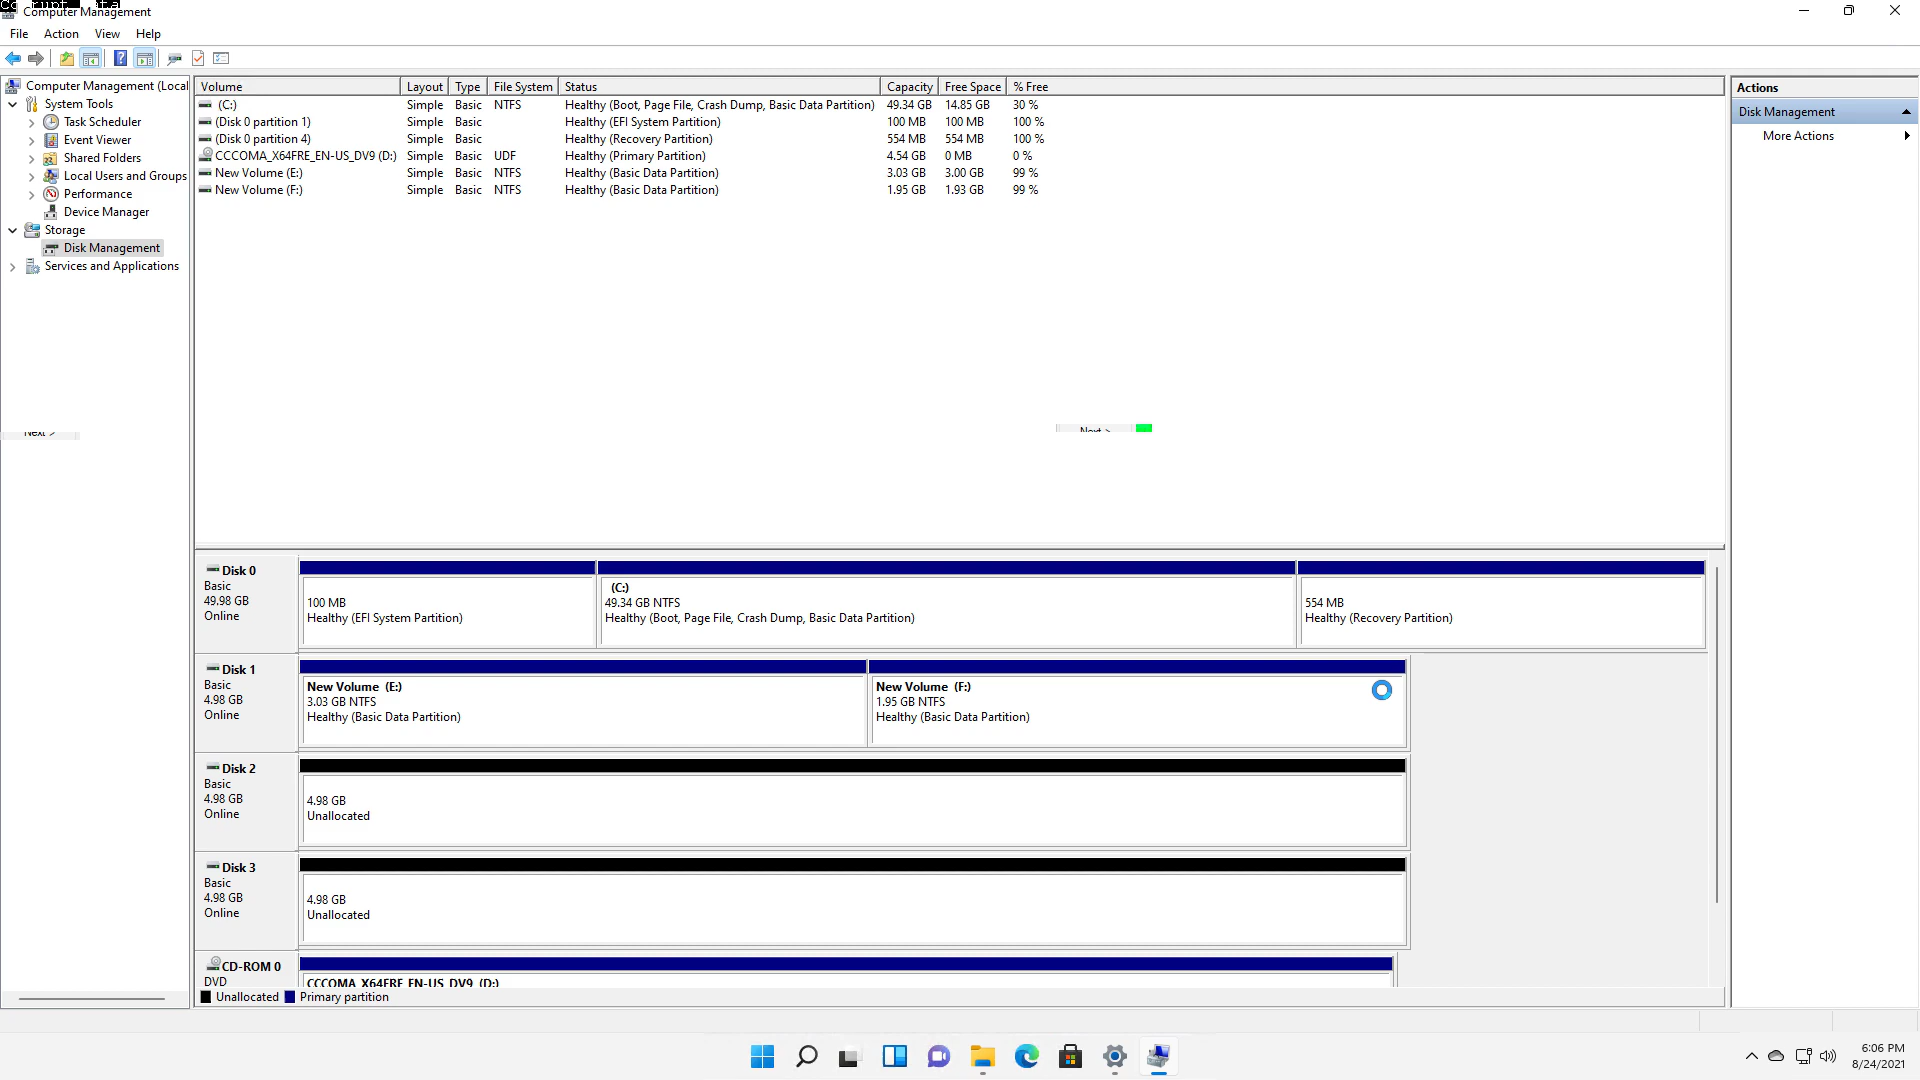 Computer Management
File Action View Help
Computer Management (Local
System Tools
Task Scheduler
Event Viewer
Shared Folders
Local Users and Groups
Performance
Device Manager
Storage
Disk Management
Services and Applications
Next >
Volume Layout Type File System Status Capacity Free Space % Free
(C:) Simple Basic NTFS Healthy (Boot, Page File, Crash Dump, Basic Data Partition) 49.34 GB 14.85 GB 30 %
(Disk 0 partition 1) Simple Basic Healthy (EFI System Partition) 100 MB 100 MB 100 %
(Disk 0 partition 4) Simple Basic Healthy (Recovery Partition) 554 MB 554 MB 100 %
CCCOMA_X64FRE_EN-US_DV9 (D:) Simple Basic UDF Healthy (Primary Partition) 4.54 GB 0 MB 0 %
New Volume (E:) Simple Basic NTFS Healthy (Basic Data Partition) 3.03 GB 3.00 GB 99 %
New Volume (F:) Simple Basic NTFS Healthy (Basic Data Partition) 1.95 GB 1.93 GB 99 %
Next >
Disk 0
Basic
49.98 GB
Online
100 MB
Healthy (EFI System Partition)
(C:)
49.34 GB NTFS
Healthy (Boot, Page File, Crash Dump, Basic Data Partition)
554 MB
Healthy (Recovery Partition)
Disk 1
Basic
4.98 GB
Online
New Volume (E:)
3.03 GB NTFS
Healthy (Basic Data Partition)
New Volume (F:)
1.95 GB NTFS
Healthy (Basic Data Partition)
Disk 2
Basic
4.98 GB
Online
4.98 GB
Unallocated
Disk 3
Basic
4.98 GB
Online
4.98 GB
Unallocated
CD-ROM 0
DVD
CCCOMA_X64FRE_EN-US_DV9 (D:)
Unallocated Primary partition
Actions
Disk Management
More Actions
6:06 PM
8/24/2021